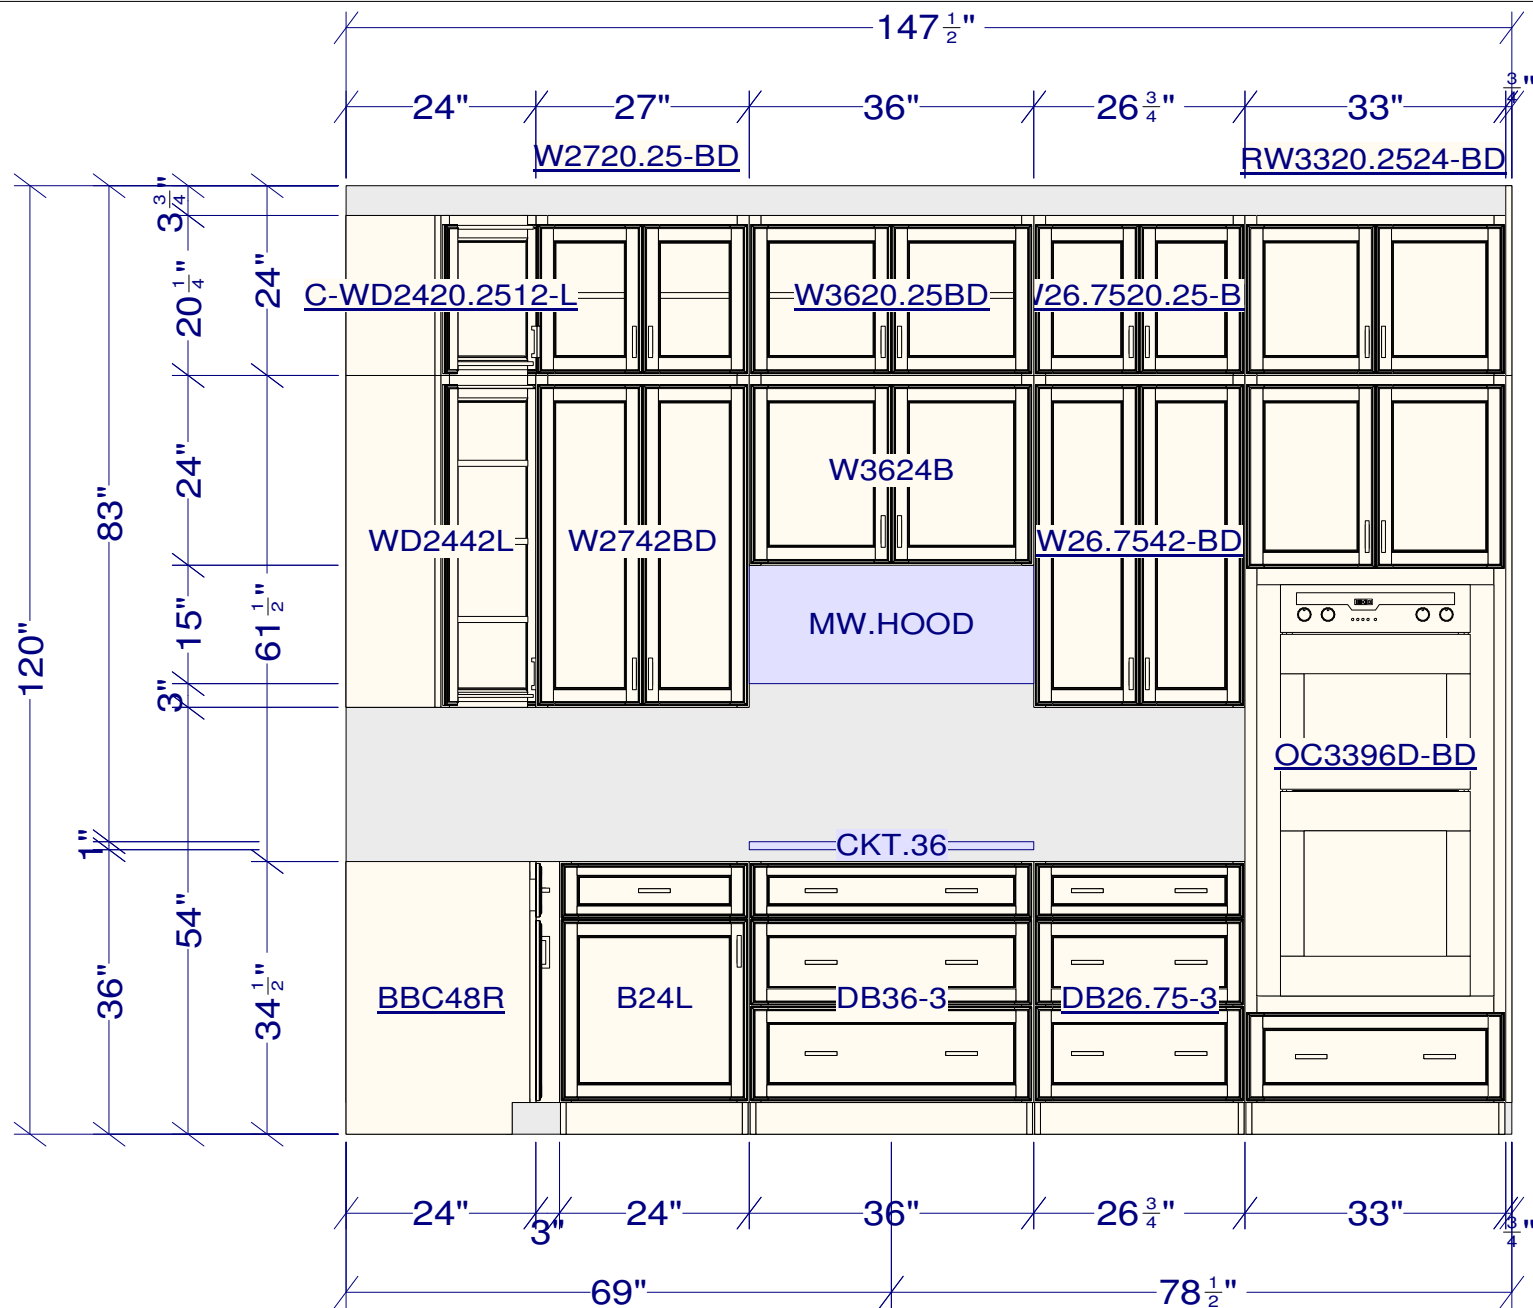 147 1/2"
24" 27" 36" 26 3/4" 33" 3/4"
W2720.25-BD RW3320.2524-BD
3 3/4"
20 1/4"
24"
C-WD2420.2512-L W3620.25BD W26.7520.25-B
24"
83"
W3624B
WD2442L W2742BD W26.7542-BD
15"
61 1/2"
MW.HOOD
120"
3"
OC3396D-BD
1"
CKT.36
54"
36"
34 1/2"
BBC48R B24L DB36-3 DB26.75-3
24" 3" 24" 36" 26 3/4" 33" 3/4"
69" 78 1/2"